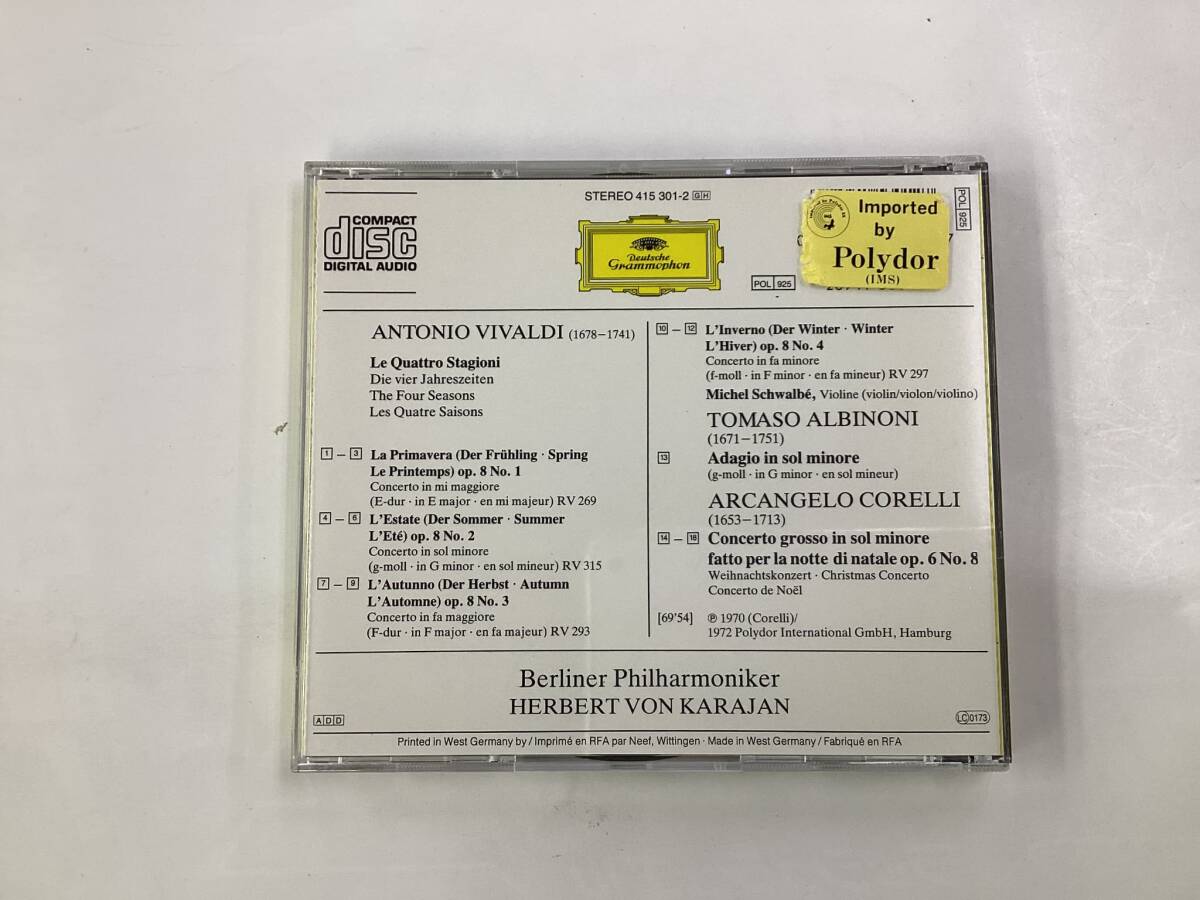 STEREO 415 301-2 GH
COMPACT
disc
DIGITAL AUDIO
Deutsche
Grammophon
POL 925
Imported
by
Polydor
(IMS)
POL 925
ANTONIO VIVALDI (1678–1741)
Le Quattro Stagioni
Die vier Jahreszeiten
The Four Seasons
Les Quatre Saisons
1 – 3 La Primavera (Der Frühling · Spring
Le Printemps) op. 8 No. 1
Concerto in mi maggiore
(E-dur · in E major · en mi majeur) RV 269
4 – 6 L'Estate (Der Sommer · Summer
L'Eté) op. 8 No. 2
Concerto in sol minore
(g-moll · in G minor · en sol mineur) RV 315
7 – 9 L'Autunno (Der Herbst · Autumn
L'Automne) op. 8 No. 3
Concerto in fa maggiore
(F-dur · in F major · en fa majeur) RV 293
10 – 12 L'Inverno (Der Winter · Winter
L'Hiver) op. 8 No. 4
Concerto in fa minore
(f-moll · in F minor · en fa mineur) RV 297
Michel Schwalbé, Violine (violin/violon/violino)
TOMASO ALBINONI
(1671–1751)
13 Adagio in sol minore
(g-moll · in G minor · en sol mineur)
ARCANGELO CORELLI
(1653–1713)
14 – 18 Concerto grosso in sol minore
fatto per la notte di natale op. 6 No. 8
Weihnachtskonzert · Christmas Concerto
Concerto de Noël
[69'54] ℗ 1970 (Corelli)/
1972 Polydor International GmbH, Hamburg
Berliner Philharmoniker
HERBERT VON KARAJAN
ADD
LC 0173
Printed in West Germany by / Imprimé en RFA par Neef, Wittingen · Made in West Germany / Fabriqué en RFA